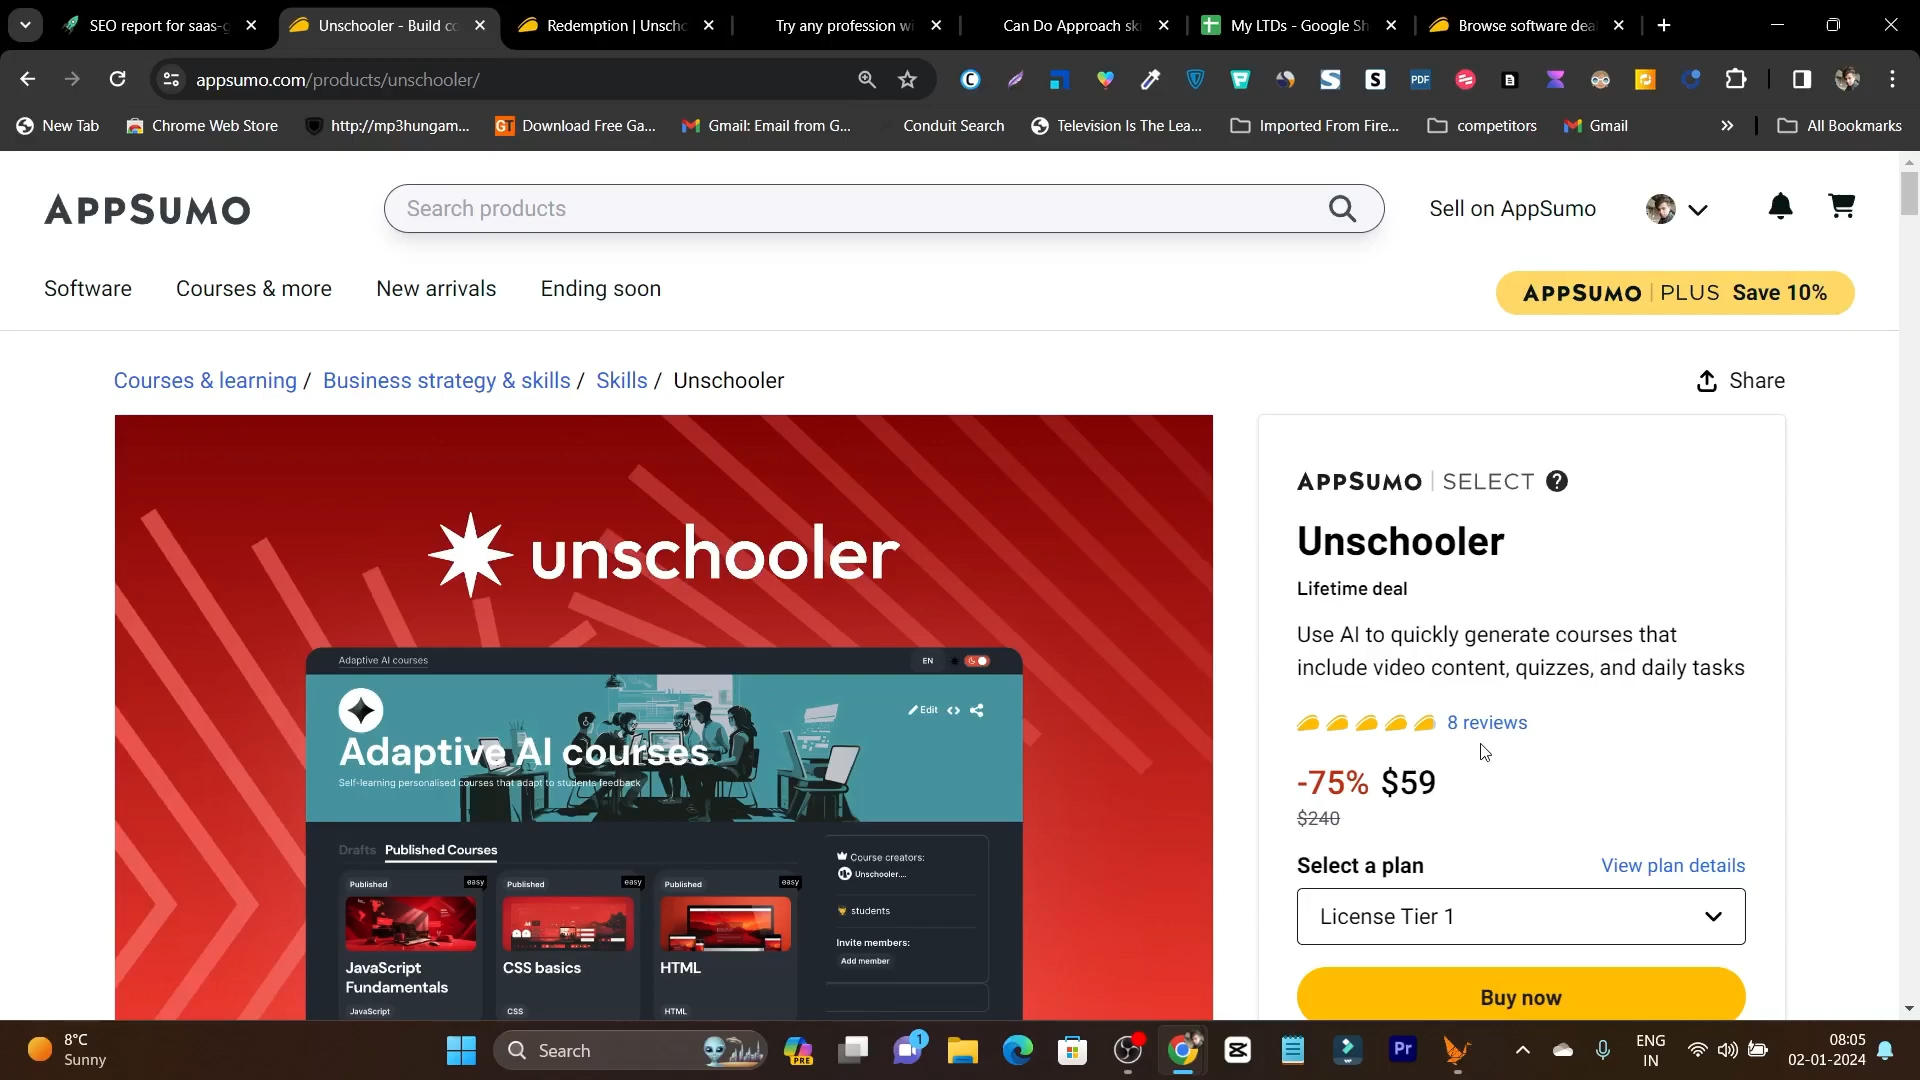 SEO report for saas-g
Unschooler - Build co
Redemption | Unscho
Try any profession wi
Can Do Approach ski
My LTDs - Google Sh
Browse software dea
appsumo.com/products/unschooler/
New Tab
Chrome Web Store
http://mp3hungam...
Download Free Ga...
Gmail: Email from G...
Conduit Search
Television Is The Lea...
Imported From Fire...
competitors
Gmail
All Bookmarks
APPSUMO
Search products
Sell on AppSumo
Software
Courses & more
New arrivals
Ending soon
APPSUMO | PLUS Save 10%
Courses & learning / Business strategy & skills / Skills / Unschooler
Share
unschooler
Adaptive AI courses
EN
Edit
Adaptive AI courses
Self-learning personalised courses that adapt to students feedback
Drafts
Published Courses
Published
easy
Published
easy
Published
easy
JavaScript
Fundamentals
JavaScript
CSS basics
CSS
HTML
HTML
Course creators:
Unschooler....
students
Invite members:
Add member
APPSUMO | SELECT ?
Unschooler
Lifetime deal
Use AI to quickly generate courses that
include video content, quizzes, and daily tasks
8 reviews
-75% $59
$240
Select a plan
View plan details
License Tier 1
Buy now
8°C
Sunny
Search
PRE
1
Pr
ENG
IN
08:05
02-01-2024